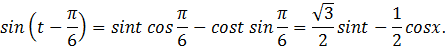 sin (t − π/6) = sint cos π/6 − cost sin π/6 = √3/2 sint − 1/2 cosx.